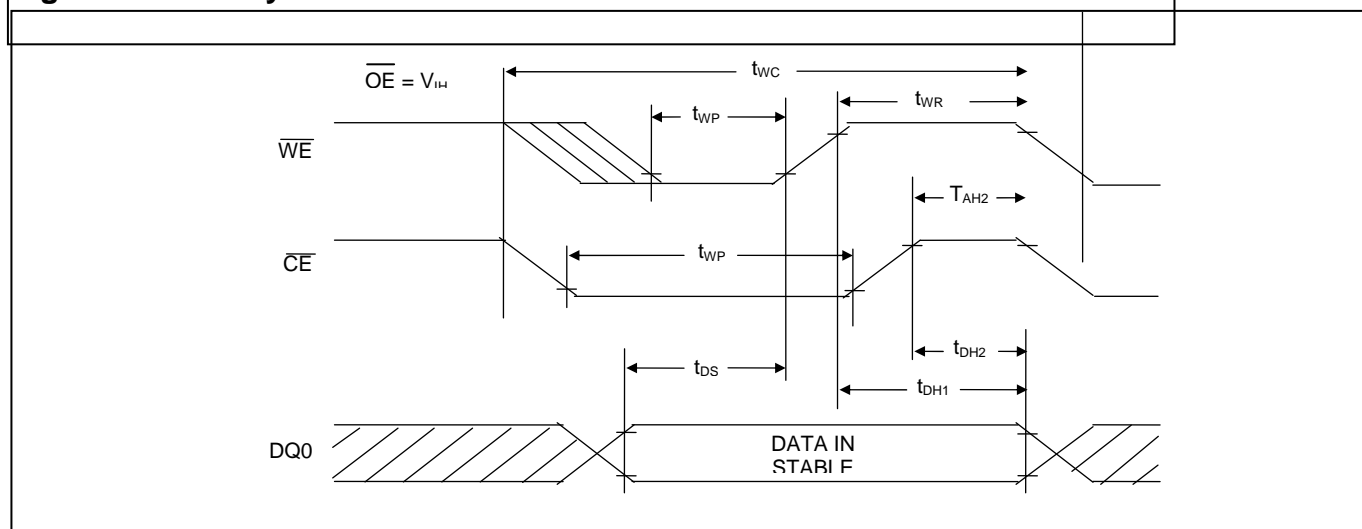 tWC
OE = VIH
tWR
tWP
WE
TAH2
CE
tWP
tDH2
tDS
tDH1
DQ0
DATA IN
STABLE